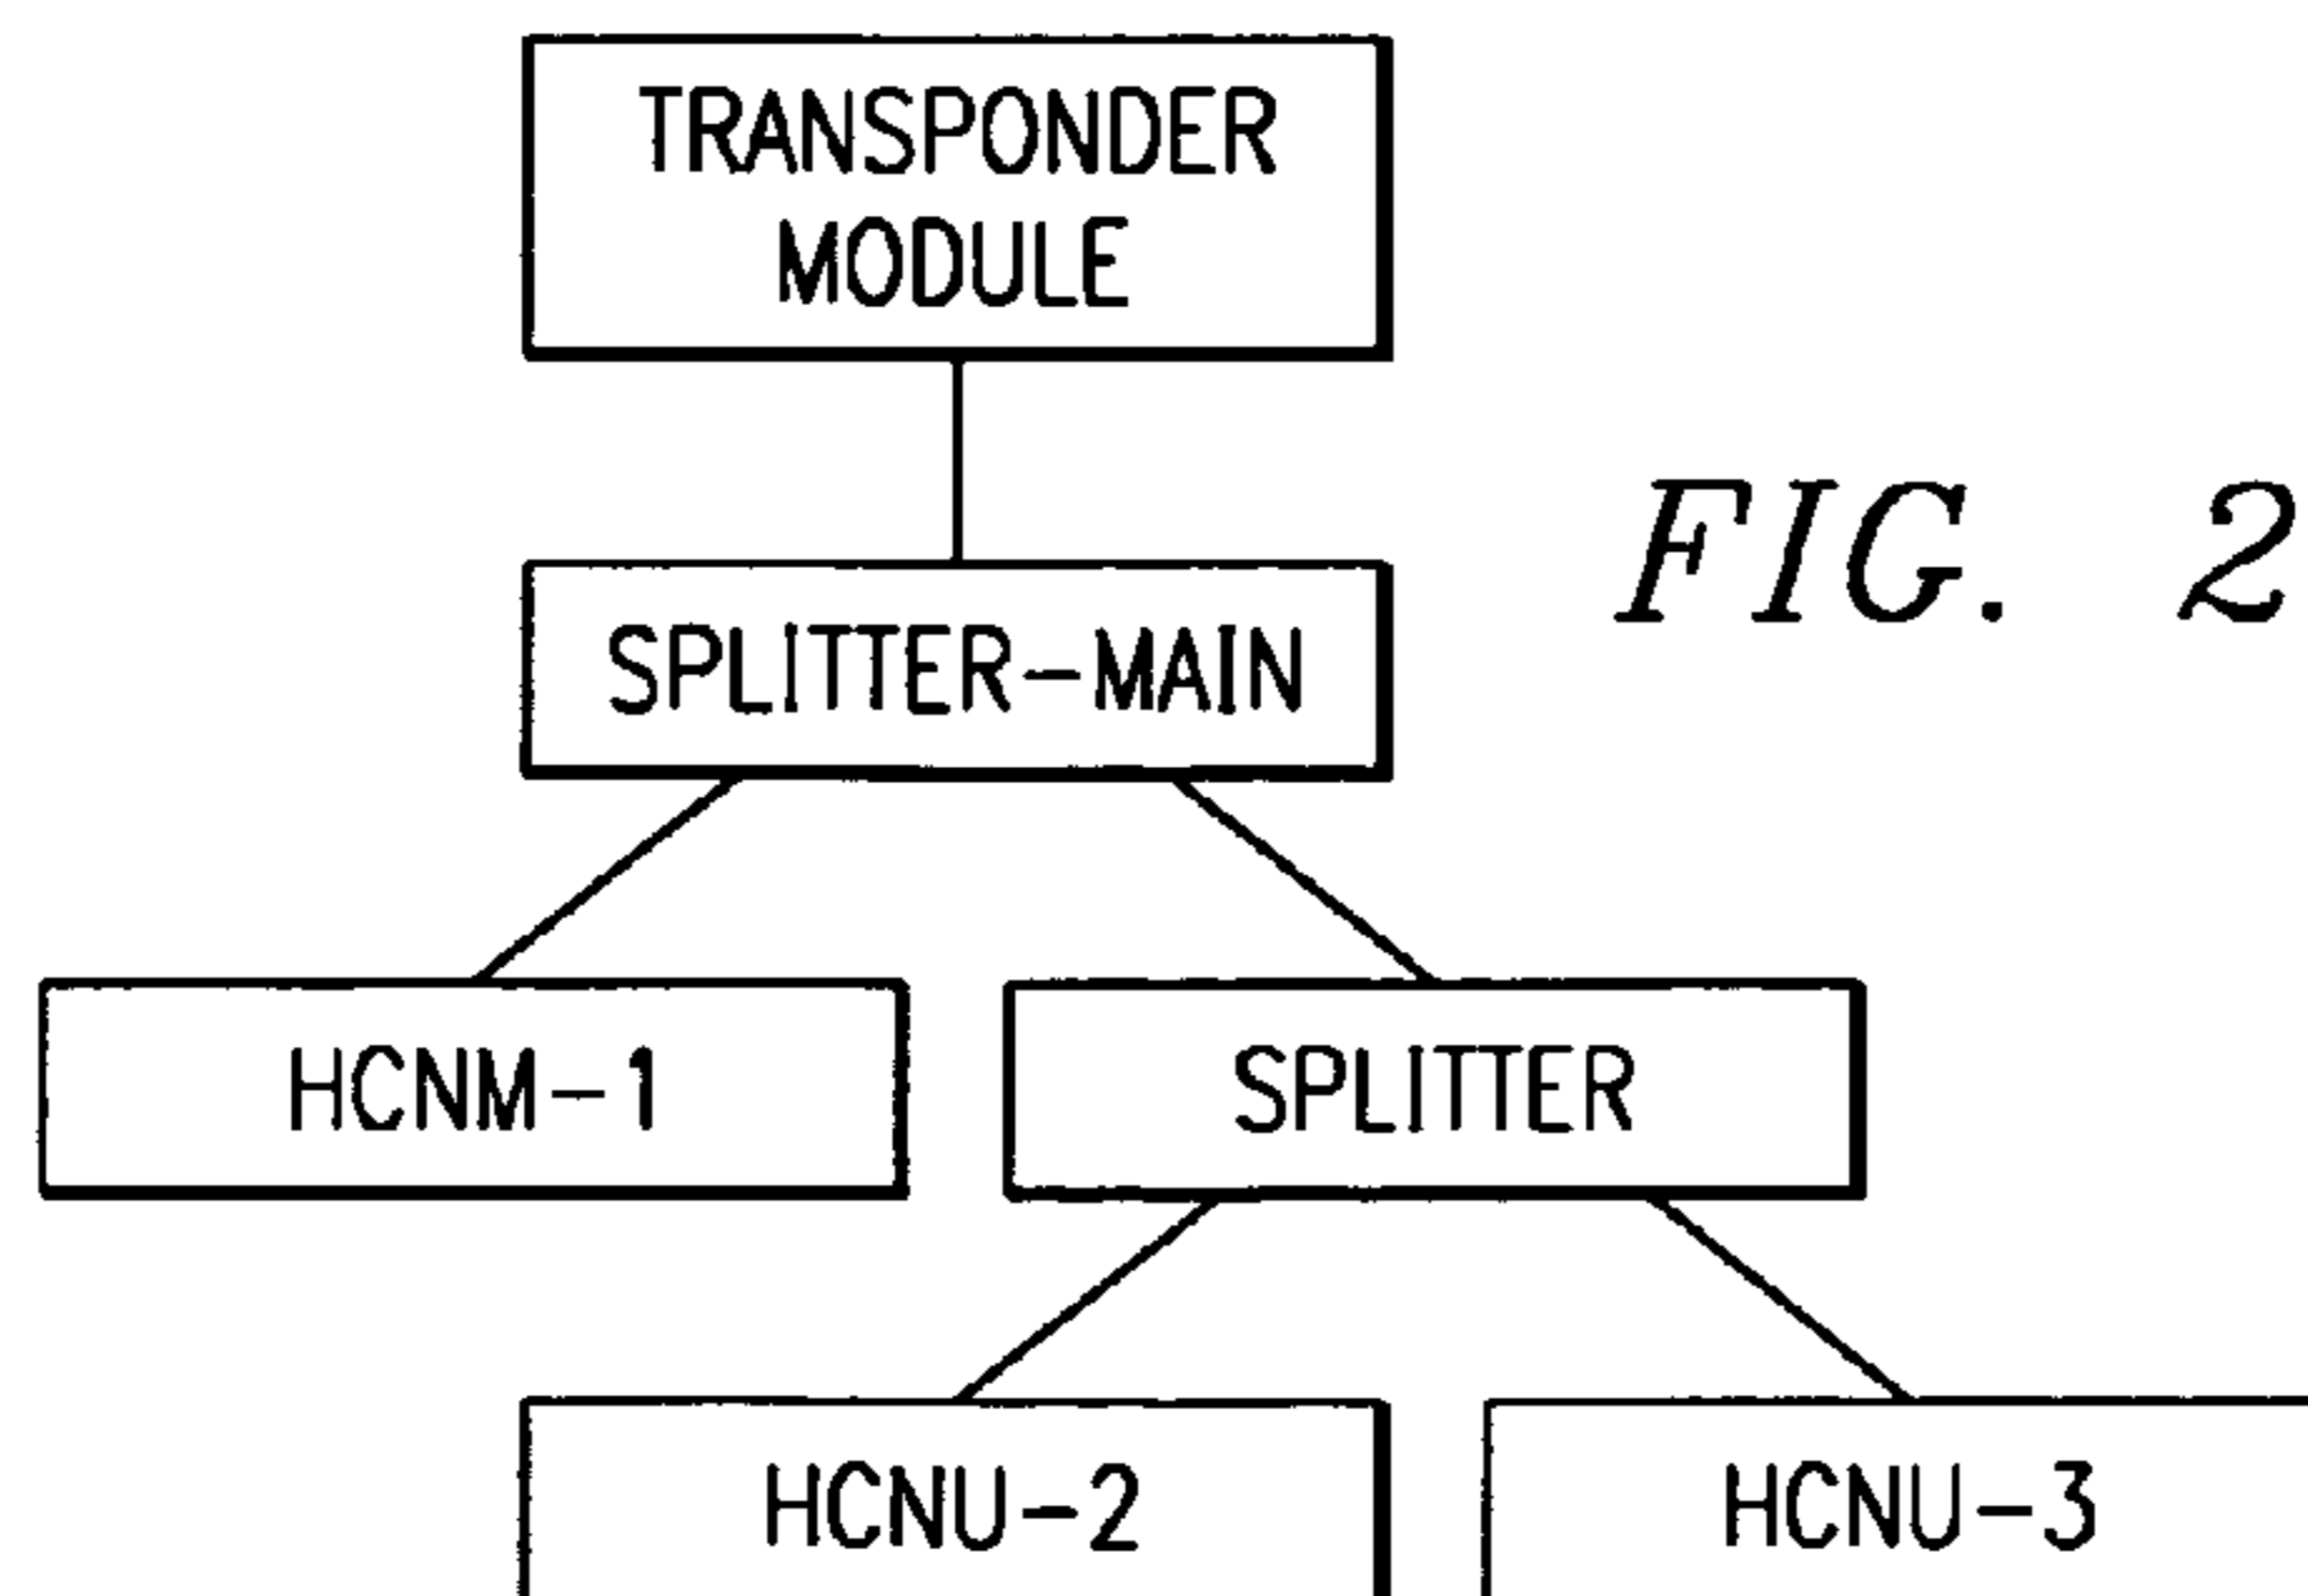 TRANSPONDER
MODULE
FIG. 2
SPLITTER-MAIN
HCNM-1
SPLITTER
HCNU-2
HCNU-3